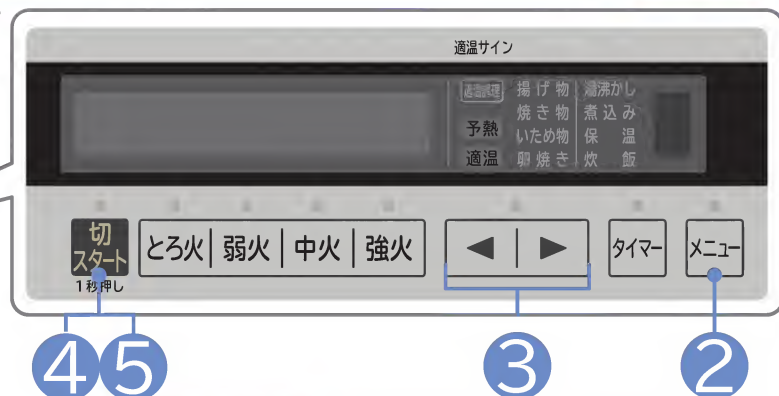 適温サイン
適温調理 揚げ物 湯沸かし
焼き物 煮込み
予熱 いため物 保温
適温 卵焼き 炊飯
切
スタート とろ火 弱火 中火 強火 ◀ ▶ タイマー メニュー
1秒押し
4 5 3 2